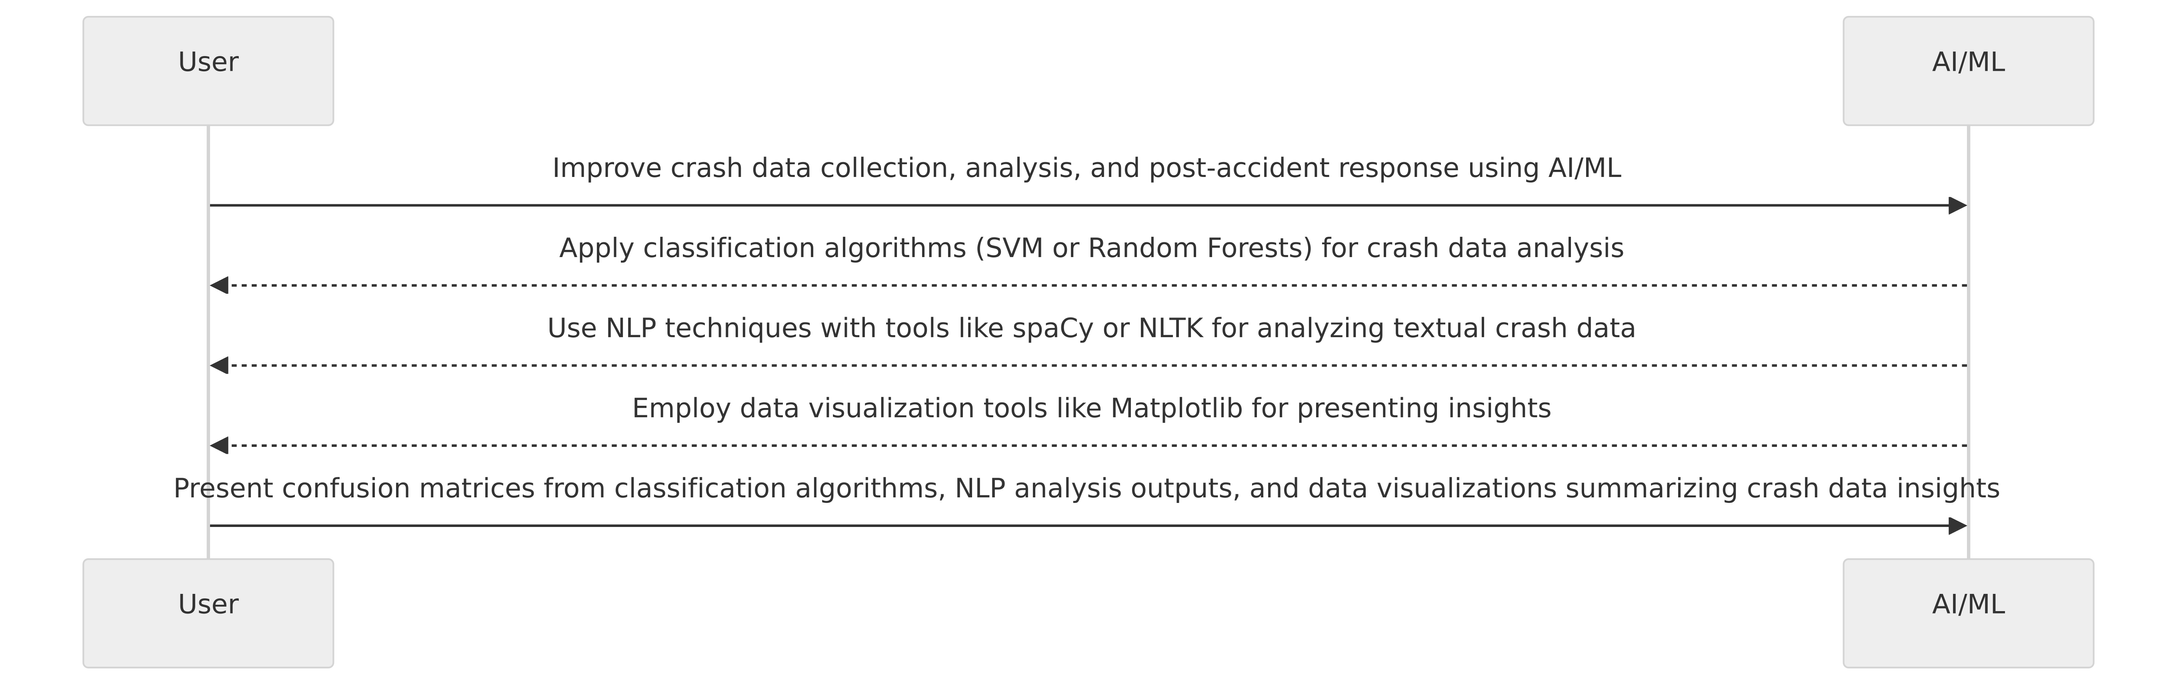 User
AI/ML
Improve crash data collection, analysis, and post-accident response using AI/ML
Apply classification algorithms (SVM or Random Forests) for crash data analysis
Use NLP techniques with tools like spaCy or NLTK for analyzing textual crash data
Employ data visualization tools like Matplotlib for presenting insights
Present confusion matrices from classification algorithms, NLP analysis outputs, and data visualizations summarizing crash data insights
User
AI/ML